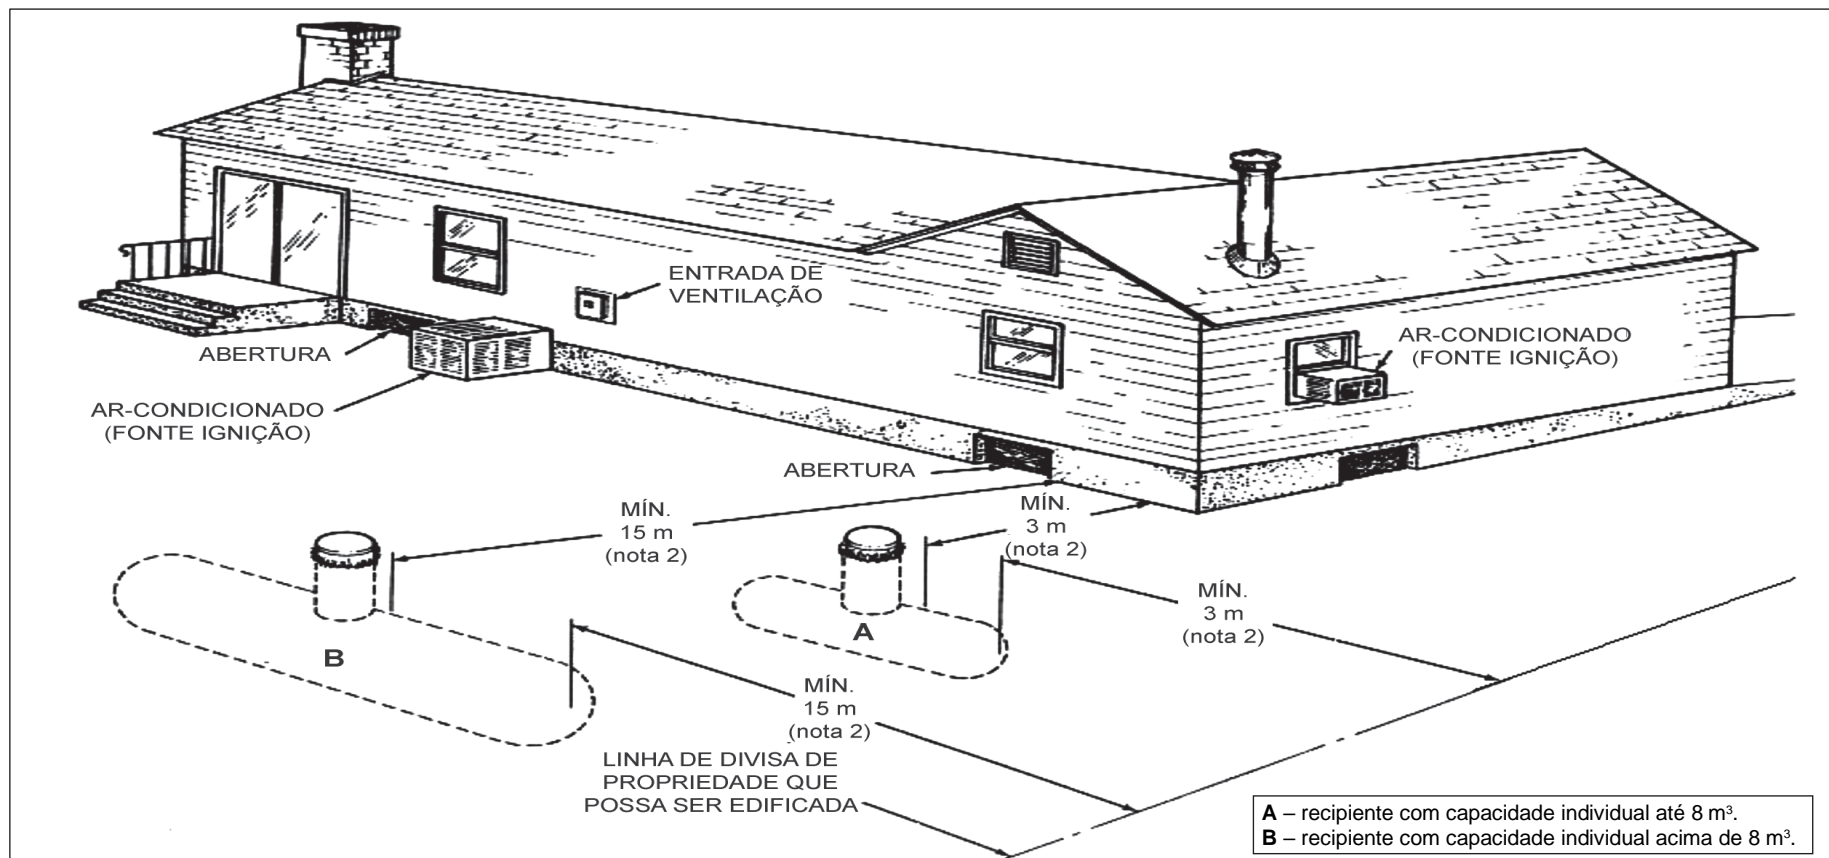 ENTRADA DE
VENTILAÇÃO
ABERTURA
AR-CONDICIONADO
(FONTE IGNIÇÃO)
AR-CONDICIONADO
(FONTE IGNIÇÃO)
ABERTURA
MÍN.
15 m
(nota 2)
MÍN.
3 m
(nota 2)
MÍN.
3 m
(nota 2)
A
B
MÍN.
15 m
(nota 2)
LINHA DE DIVISA DE
PROPRIEDADE QUE
POSSA SER EDIFICADA
A – recipiente com capacidade individual até 8 m³.
B – recipiente com capacidade individual acima de 8 m³.